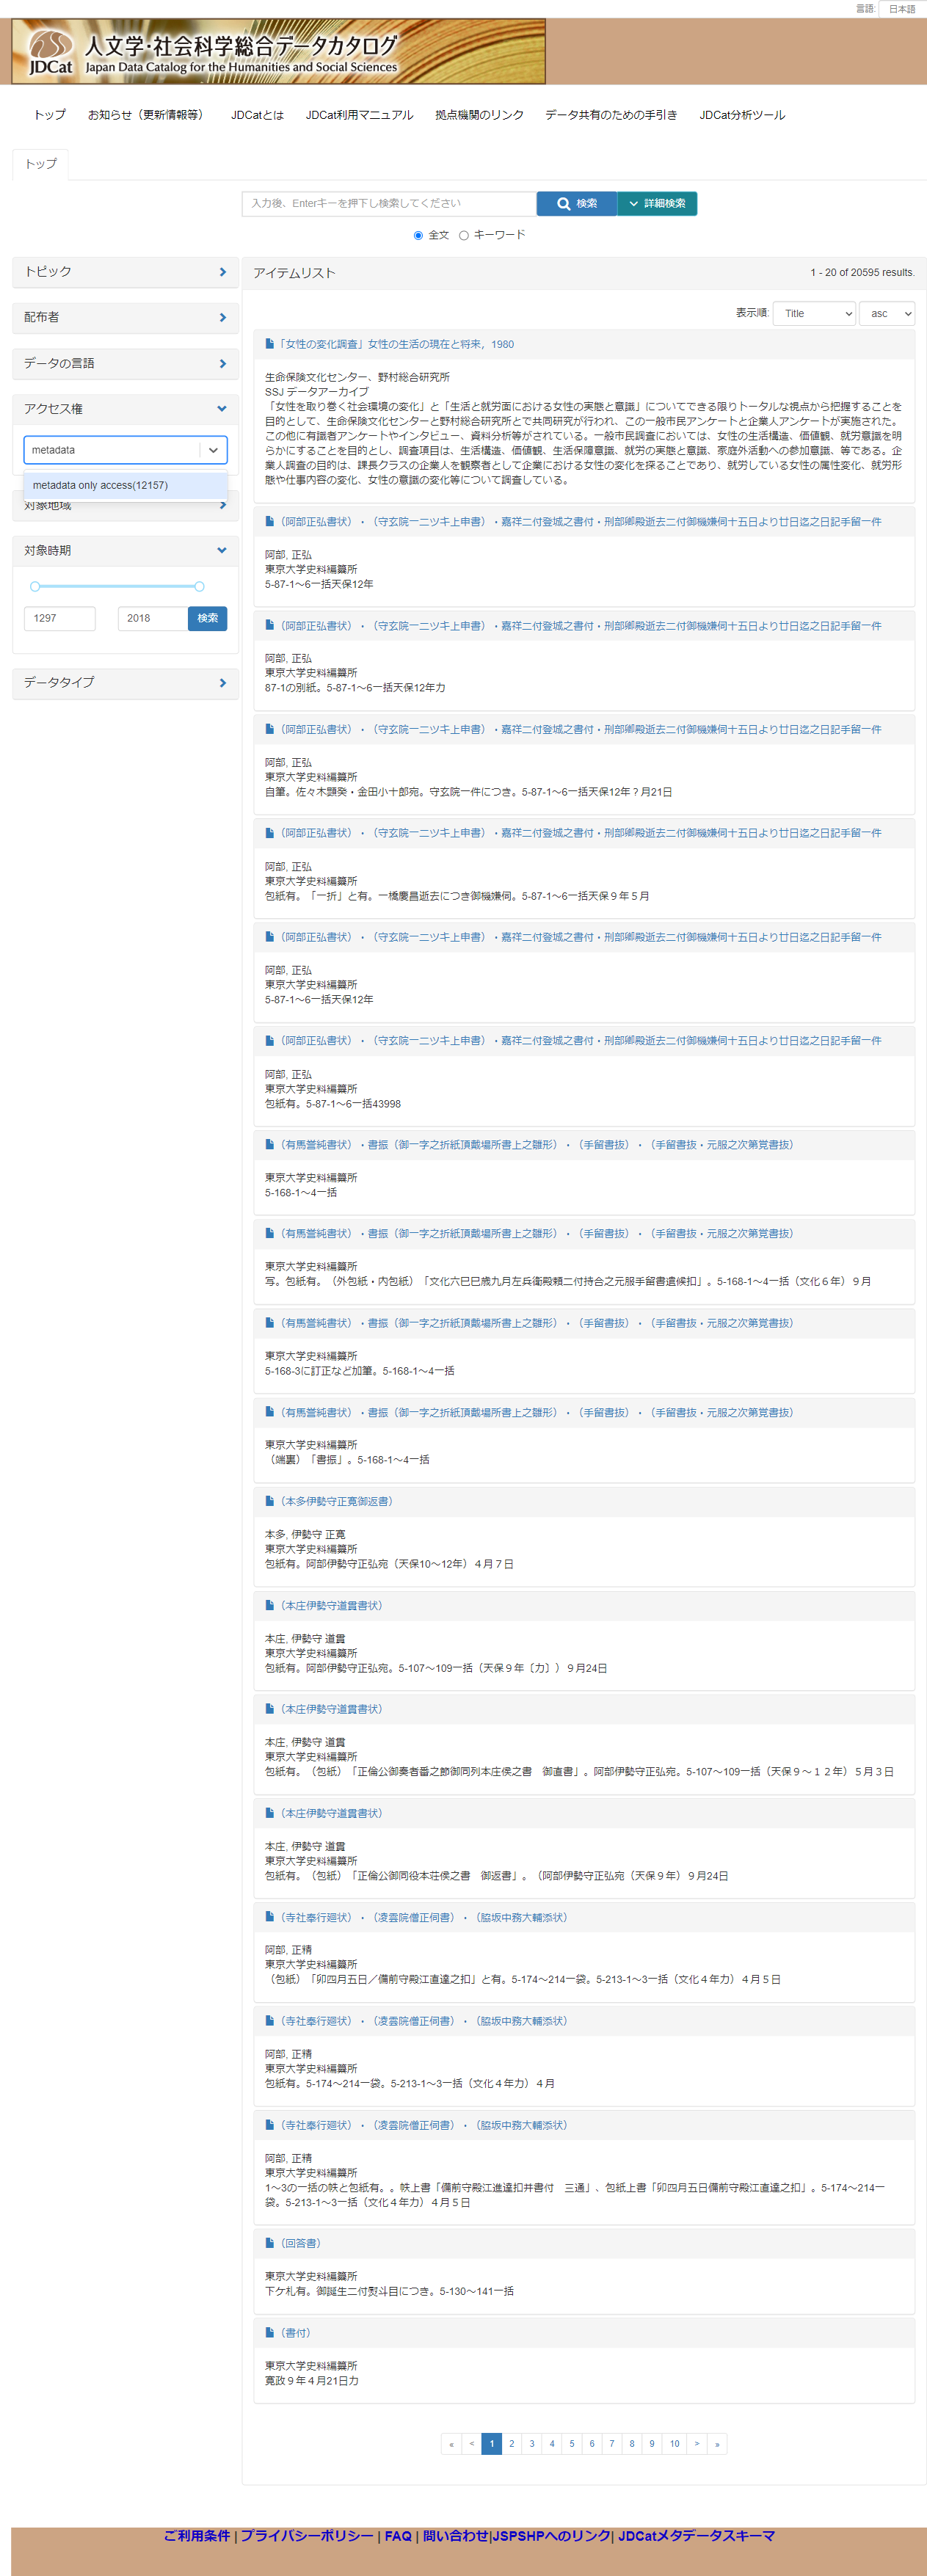 言語: 日本語
JDCat
人文学・社会科学総合データカタログ
Japan Data Catalog for the Humanities and Social Sciences
トップ お知らせ（更新情報等） JDCatとは JDCat利用マニュアル 拠点機関のリンク データ共有のための手引き JDCat分析ツール
トップ
入力後、Enterキーを押下し検索してください 検索 詳細検索
全文 キーワード
トピック
配布者
データの言語
アクセス権
metadata
metadata only access(12157)
対象地域
対象時期
1297 2018 検索
データタイプ
アイテムリスト 1 - 20 of 20595 results.
表示順: Title asc
「女性の変化調査」女性の生活の現在と将来，1980
生命保険文化センター、野村総合研究所
SSJ データアーカイブ
「女性を取り巻く社会環境の変化」と「生活と就労面における女性の実態と意識」についてできる限りトータルな視点から把握することを
目的として、生命保険文化センターと野村総合研究所とで共同研究が行われ、この一般市民アンケートと企業人アンケートが実施された。
この他に有識者アンケートやインタビュー、資料分析等がされている。一般市民調査においては、女性の生活構造、価値観、就労意識を明
らかにすることを目的とし、調査項目は、生活構造、価値観、生活保障意識、就労の実態と意識、家庭外活動への参加意識、等である。企
業人調査の目的は、課長クラスの企業人を観察者として企業における女性の変化を探ることであり、就労している女性の属性変化、就労形
態や仕事内容の変化、女性の意識の変化等について調査している。
（阿部正弘書状）・（守玄院一ニツキ上申書）・嘉祥ニ付登城之書付・刑部卿殿逝去ニ付御機嫌伺十五日より廿日迄之日記手留一件
阿部, 正弘
東京大学史料編纂所
5-87-1～6一括天保12年
（阿部正弘書状）・（守玄院一ニツキ上申書）・嘉祥ニ付登城之書付・刑部卿殿逝去ニ付御機嫌伺十五日より廿日迄之日記手留一件
阿部, 正弘
東京大学史料編纂所
87-1の別紙。5-87-1～6一括天保12年カ
（阿部正弘書状）・（守玄院一ニツキ上申書）・嘉祥ニ付登城之書付・刑部卿殿逝去ニ付御機嫌伺十五日より廿日迄之日記手留一件
阿部, 正弘
東京大学史料編纂所
自筆。佐々木顕発・金田小十郎宛。守玄院一件につき。5-87-1～6一括天保12年？月21日
（阿部正弘書状）・（守玄院一ニツキ上申書）・嘉祥ニ付登城之書付・刑部卿殿逝去ニ付御機嫌伺十五日より廿日迄之日記手留一件
阿部, 正弘
東京大学史料編纂所
包紙有。「一折」と有。一橋慶昌逝去につき御機嫌伺。5-87-1～6一括天保９年５月
（阿部正弘書状）・（守玄院一ニツキ上申書）・嘉祥ニ付登城之書付・刑部卿殿逝去ニ付御機嫌伺十五日より廿日迄之日記手留一件
阿部, 正弘
東京大学史料編纂所
5-87-1～6一括天保12年
（阿部正弘書状）・（守玄院一ニツキ上申書）・嘉祥ニ付登城之書付・刑部卿殿逝去ニ付御機嫌伺十五日より廿日迄之日記手留一件
阿部, 正弘
東京大学史料編纂所
包紙有。5-87-1～6一括43998
（有馬誉純書状）・書振（御一字之折紙頂戴場所書上之雛形）・（手留書抜）・（手留書抜・元服之次第覚書抜）
東京大学史料編纂所
5-168-1～4一括
（有馬誉純書状）・書振（御一字之折紙頂戴場所書上之雛形）・（手留書抜）・（手留書抜・元服之次第覚書抜）
東京大学史料編纂所
写。包紙有。（外包紙・内包紙）「文化六巳巳歳九月左兵衛殿頼ニ付持合之元服手留書遣候扣」。5-168-1～4一括（文化６年）９月
（有馬誉純書状）・書振（御一字之折紙頂戴場所書上之雛形）・（手留書抜）・（手留書抜・元服之次第覚書抜）
東京大学史料編纂所
5-168-3に訂正など加筆。5-168-1～4一括
（有馬誉純書状）・書振（御一字之折紙頂戴場所書上之雛形）・（手留書抜）・（手留書抜・元服之次第覚書抜）
東京大学史料編纂所
（端裏）「書振」。5-168-1～4一括
（本多伊勢守正寛御返書）
本多, 伊勢守 正寛
東京大学史料編纂所
包紙有。阿部伊勢守正弘宛（天保10～12年）４月７日
（本庄伊勢守道貫書状）
本庄, 伊勢守 道貫
東京大学史料編纂所
包紙有。阿部伊勢守正弘宛。5-107～109一括（天保９年〔カ〕）９月24日
（本庄伊勢守道貫書状）
本庄, 伊勢守 道貫
東京大学史料編纂所
包紙有。（包紙）「正倫公御奏者番之節御同列本庄侯之書　御直書」。阿部伊勢守正弘宛。5-107～109一括（天保９～１２年）５月３日
（本庄伊勢守道貫書状）
本庄, 伊勢守 道貫
東京大学史料編纂所
包紙有。（包紙）「正倫公御同役本荘侯之書　御返書」。（阿部伊勢守正弘宛（天保９年）９月24日
（寺社奉行廻状）・（凌雲院僧正伺書）・（脇坂中務大輔添状）
阿部, 正精
東京大学史料編纂所
（包紙）「卯四月五日／備前守殿江直達之扣」と有。5-174～214一袋。5-213-1～3一括（文化４年カ）４月５日
（寺社奉行廻状）・（凌雲院僧正伺書）・（脇坂中務大輔添状）
阿部, 正精
東京大学史料編纂所
包紙有。5-174～214一袋。5-213-1～3一括（文化４年カ）４月
（寺社奉行廻状）・（凌雲院僧正伺書）・（脇坂中務大輔添状）
阿部, 正精
東京大学史料編纂所
1～3の一括の帙と包紙有。。帙上書「備前守殿江進達扣并書付　三通」、包紙上書「卯四月五日備前守殿江直達之扣」。5-174～214一
袋。5-213-1～3一括（文化４年カ）４月５日
（回答書）
東京大学史料編纂所
下ケ札有。御誕生ニ付熨斗目につき。5-130～141一括
（書付）
東京大学史料編纂所
寛政９年４月21日カ
« < 1 2 3 4 5 6 7 8 9 10 > »
ご利用条件 | プライバシーポリシー | FAQ | 問い合わせ|JSPSHPへのリンク| JDCatメタデータスキーマ